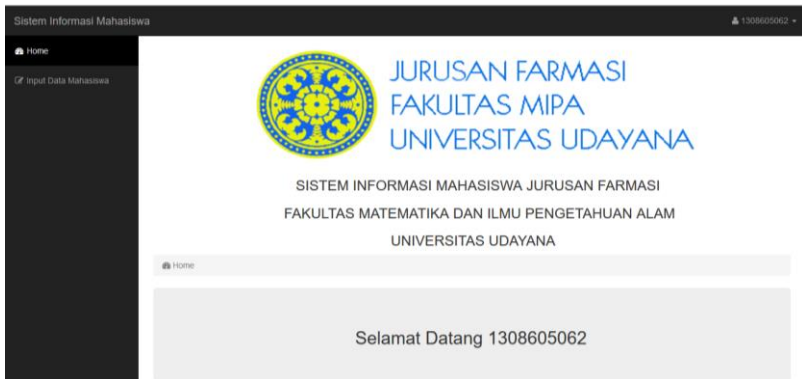 Sistem Informasi Mahasiswa
1308605062
Home
Input Data Mahasiswa
JURUSAN FARMASI
FAKULTAS MIPA
UNIVERSITAS UDAYANA
SISTEM INFORMASI MAHASISWA JURUSAN FARMASI
FAKULTAS MATEMATIKA DAN ILMU PENGETAHUAN ALAM
UNIVERSITAS UDAYANA
Home
Selamat Datang 1308605062